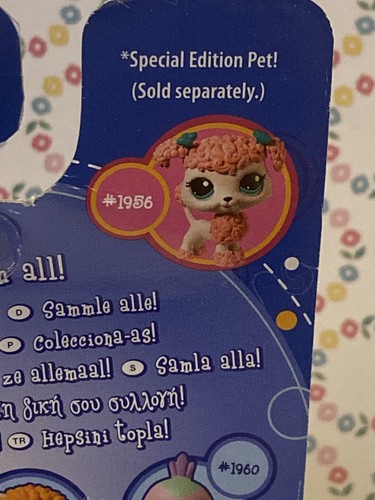 *Special Edition Pet!
(Sold separately.)
#1956
all!
D Sammle alle!
P Colecciona-as!
ze allemaal! S Samla alla!
δική σου συλλογή!
TR Hepsini topla!
#1960